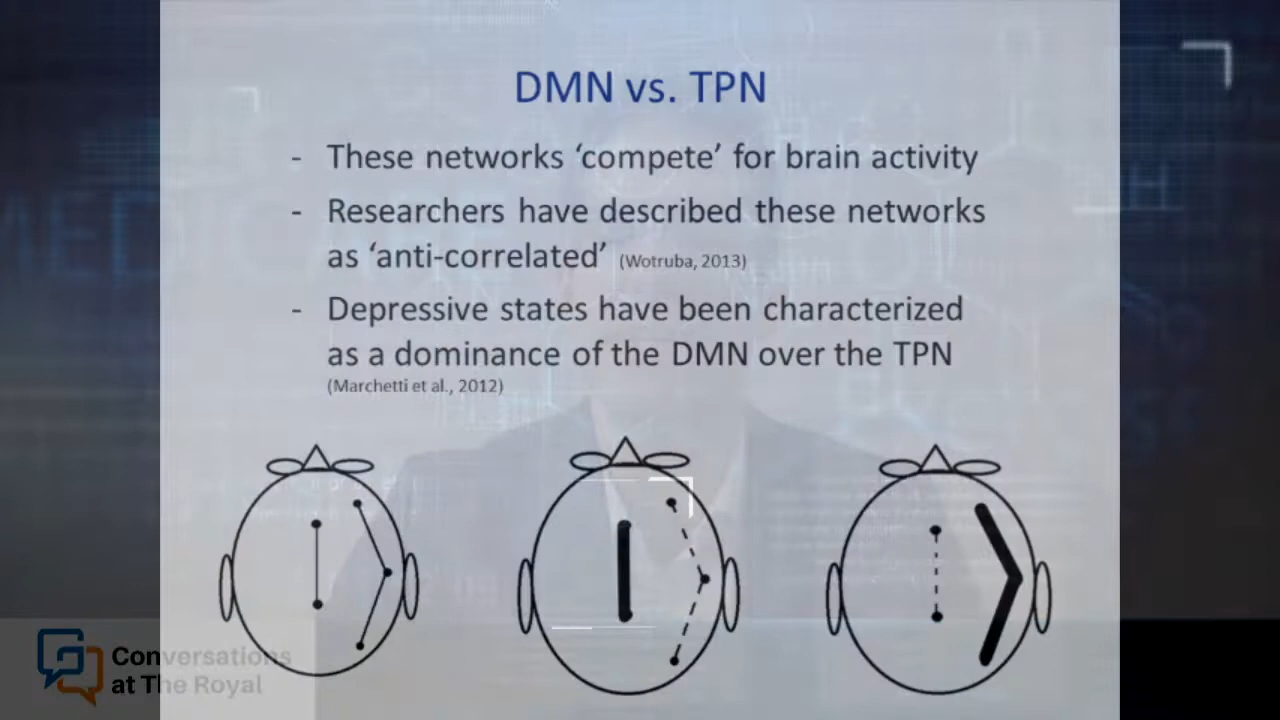 DMN vs. TPN
- These networks ‘compete’ for brain activity
- Researchers have described these networks
as ‘anti-correlated’ (Wotruba, 2013)
- Depressive states have been characterized
as a dominance of the DMN over the TPN
(Marchetti et al., 2012)
Conversations
at The Royal